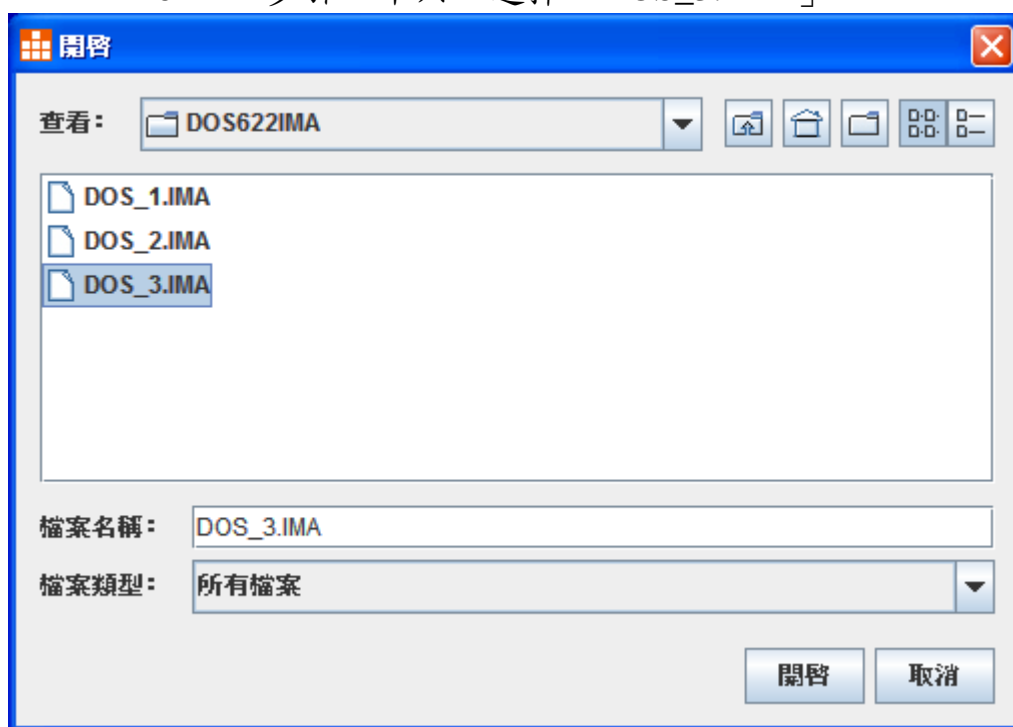 開啓
查看： DOS622IMA
DOS_1.IMA
DOS_2.IMA
DOS_3.IMA
檔案名稱： DOS_3.IMA
檔案類型： 所有檔案
開啓 取消